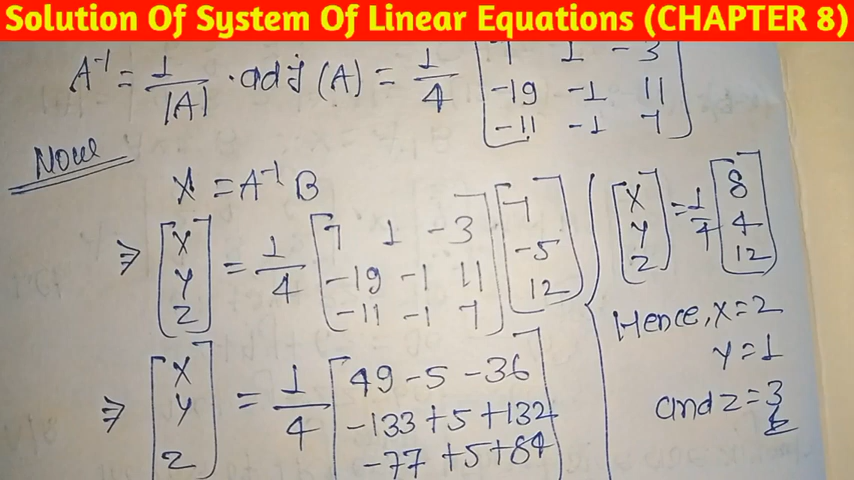 Solution Of System Of Linear Equations (CHAPTER 8)
A⁻¹ = 1/|A| · adj (A) = 1/4 [7 1 -3
-19 -1 11
-11 -1 7]
Now
X = A⁻¹ B
⇒ [x y z] = 1/4 [7 1 -3
-19 -1 11
-11 -1 7] [7
-5
12]
⇒ [x y z] = 1/4 [49 -5 -36
-133 +5 +132
-77 +5 +84]
[x y z] = 1/4 [8
4
12]
Hence, x=2
y=1
and z=3